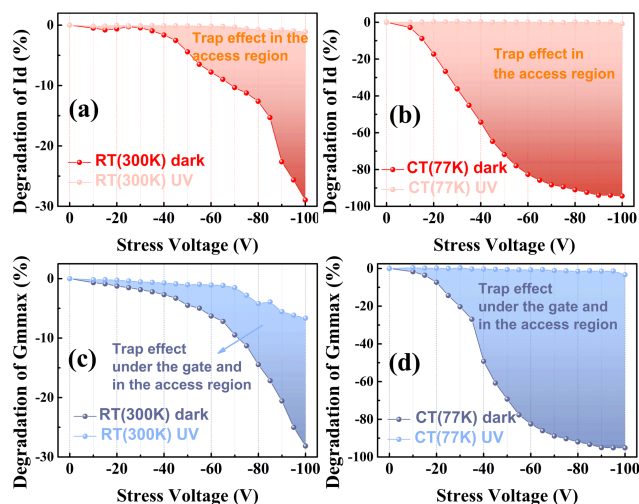 Degradation of Id (%)
0
-10
-20
-30
Trap effect in the
access region
(a)
RT(300K) dark
RT(300K) UV
0 -20 -40 -60 -80 -100
Stress Voltage (V)
Degradation of Id (%)
0
-20
-40
-60
-80
-100
Trap effect in
the access region
(b)
CT(77K) dark
CT(77K) UV
0 -20 -40 -60 -80 -100
Stress Voltage (V)
Degradation of Gmmax (%)
0
-10
-20
-30
Trap effect
under the gate and
in the access region
(c)
RT(300K) dark
RT(300K) UV
0 -20 -40 -60 -80 -100
Stress Voltage (V)
Degradation of Gmmax (%)
0
-20
-40
-60
-80
-100
Trap effect
under the gate and
in the access region
(d)
CT(77K) dark
CT(77K) UV
0 -20 -40 -60 -80 -100
Stress Voltage (V)